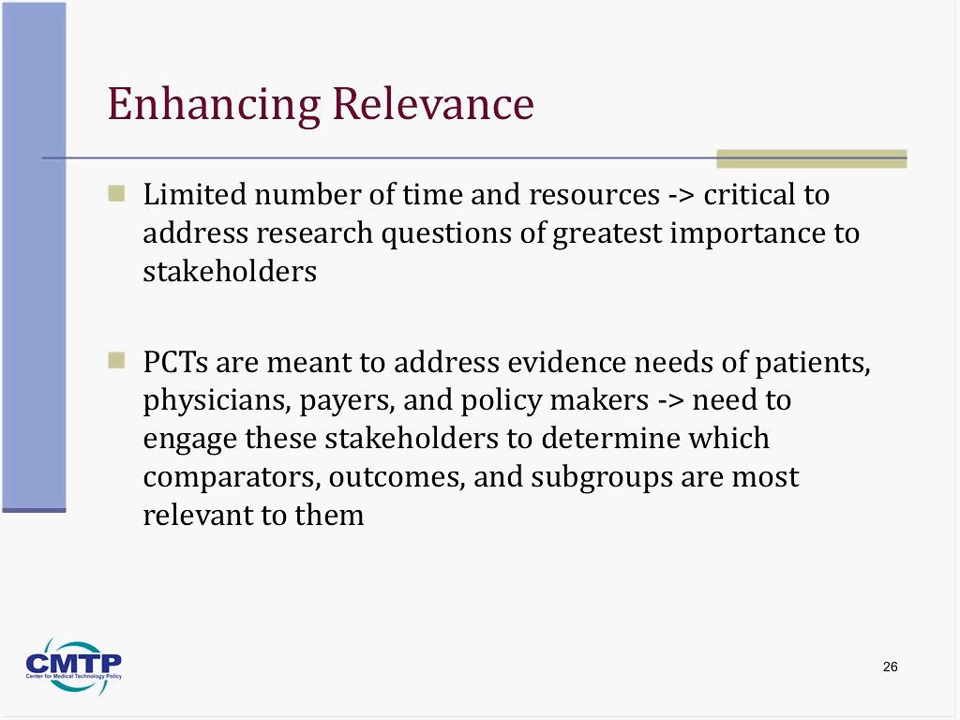 Enhancing Relevance
Limited number of time and resources -> critical to
address research questions of greatest importance to
stakeholders
PCTs are meant to address evidence needs of patients,
physicians, payers, and policy makers -> need to
engage these stakeholders to determine which
comparators, outcomes, and subgroups are most
relevant to them
CMTP
Center for Medical Technology Policy
26